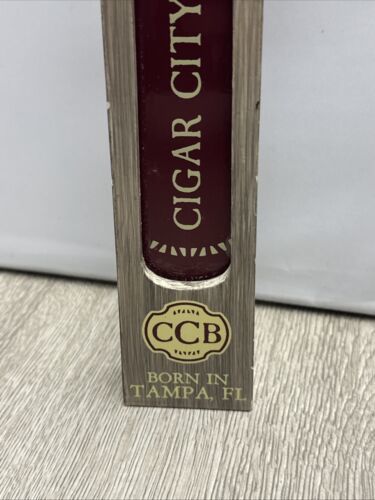 CIGAR CITY
CCB
BORN IN
TAMPA, FL